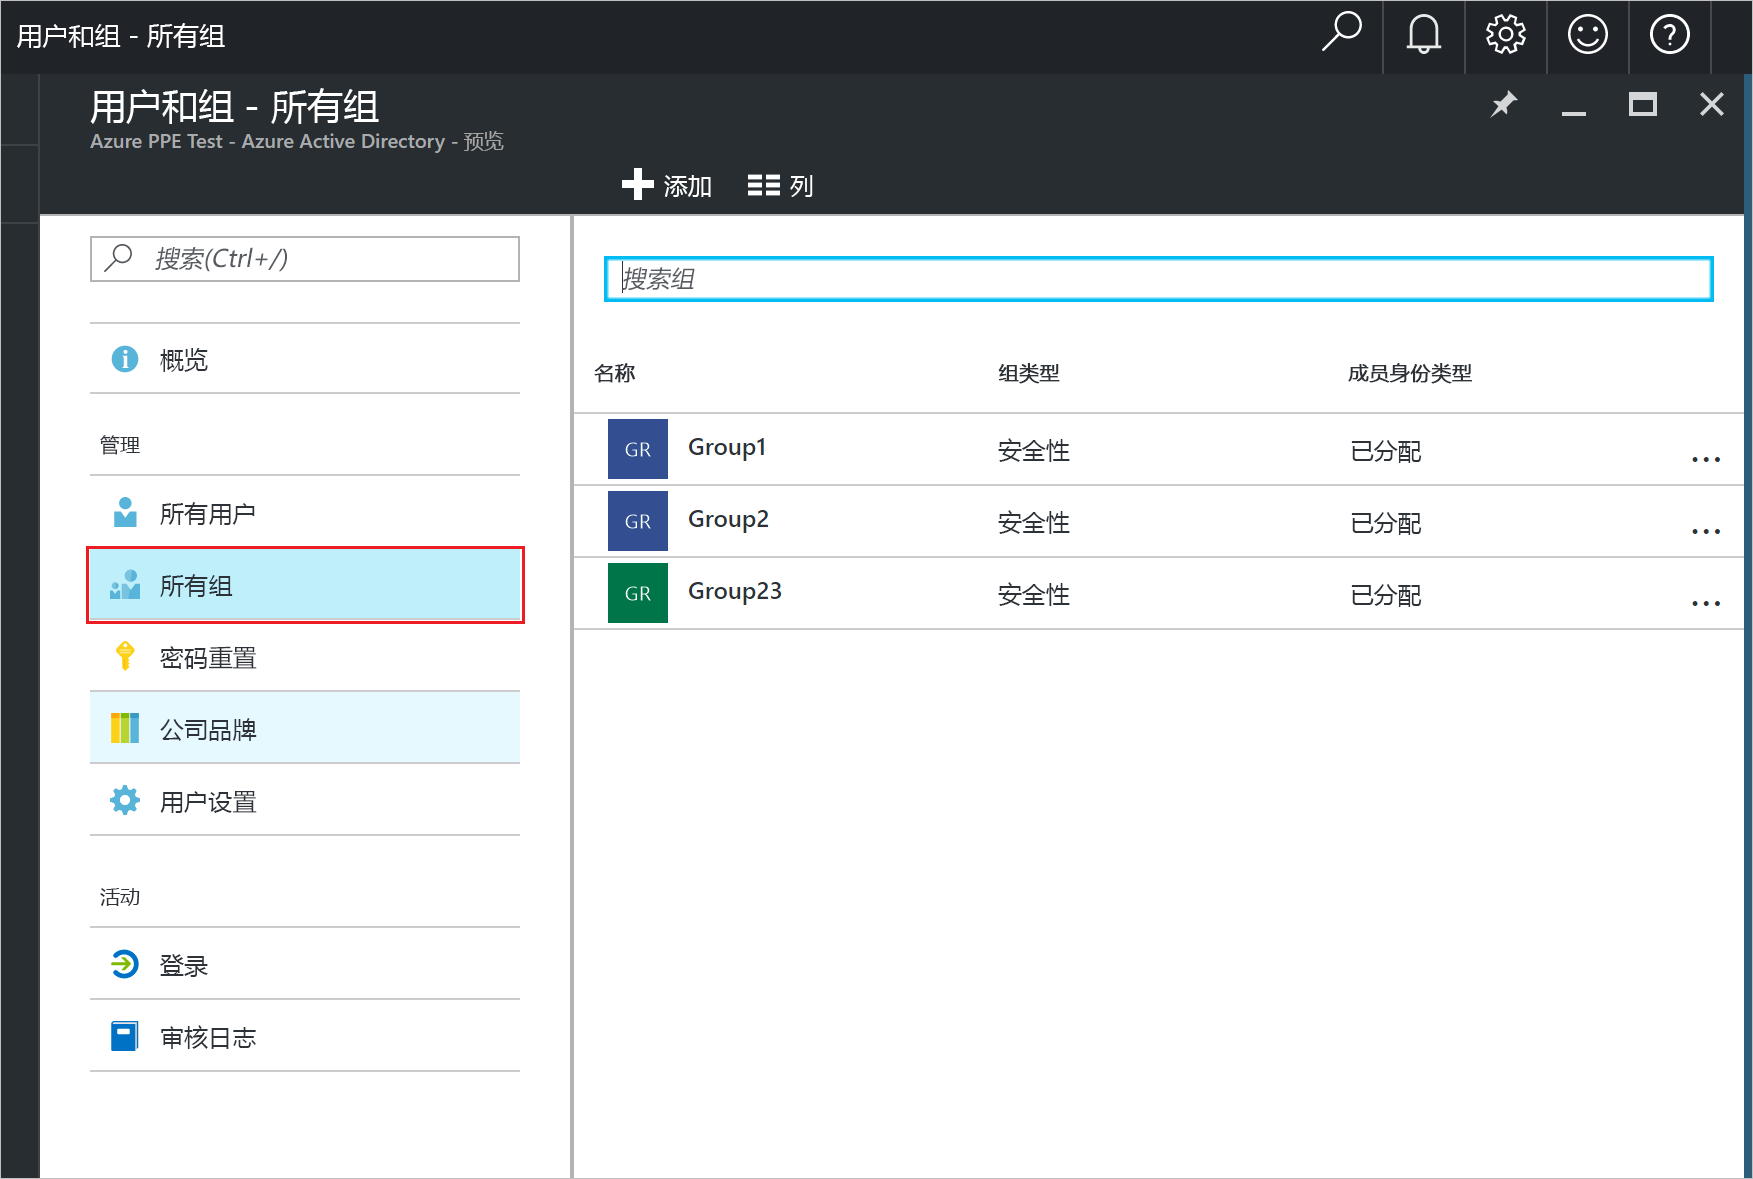 用户和组 - 所有组
用户和组 - 所有组
Azure PPE Test - Azure Active Directory - 预览
添加 列
搜索(Ctrl+/)
概览
管理
所有用户
所有组
密码重置
公司品牌
用户设置
活动
登录
审核日志
搜索组
名称 组类型 成员身份类型
GR Group1 安全性 已分配 ...
GR Group2 安全性 已分配 ...
GR Group23 安全性 已分配 ...